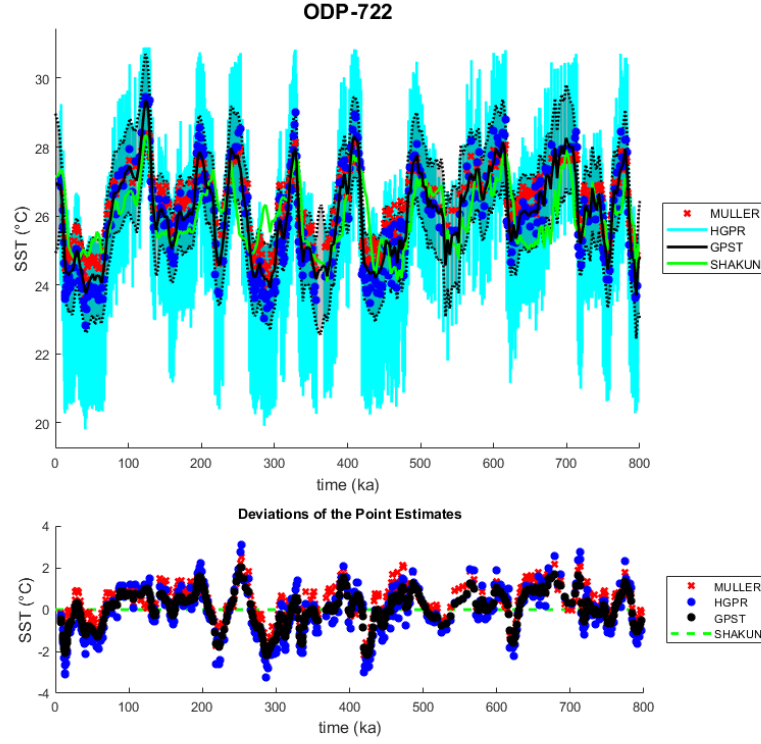 ODP-722
SST (°C)
30
28
26
24
22
20
0 100 200 300 400 500 600 700 800
time (ka)
MULLER
HGPR
GPST
SHAKUN
Deviations of the Point Estimates
SST (°C)
4
2
0
-2
-4
0 100 200 300 400 500 600 700 800
time (ka)
MULLER
HGPR
GPST
SHAKUN